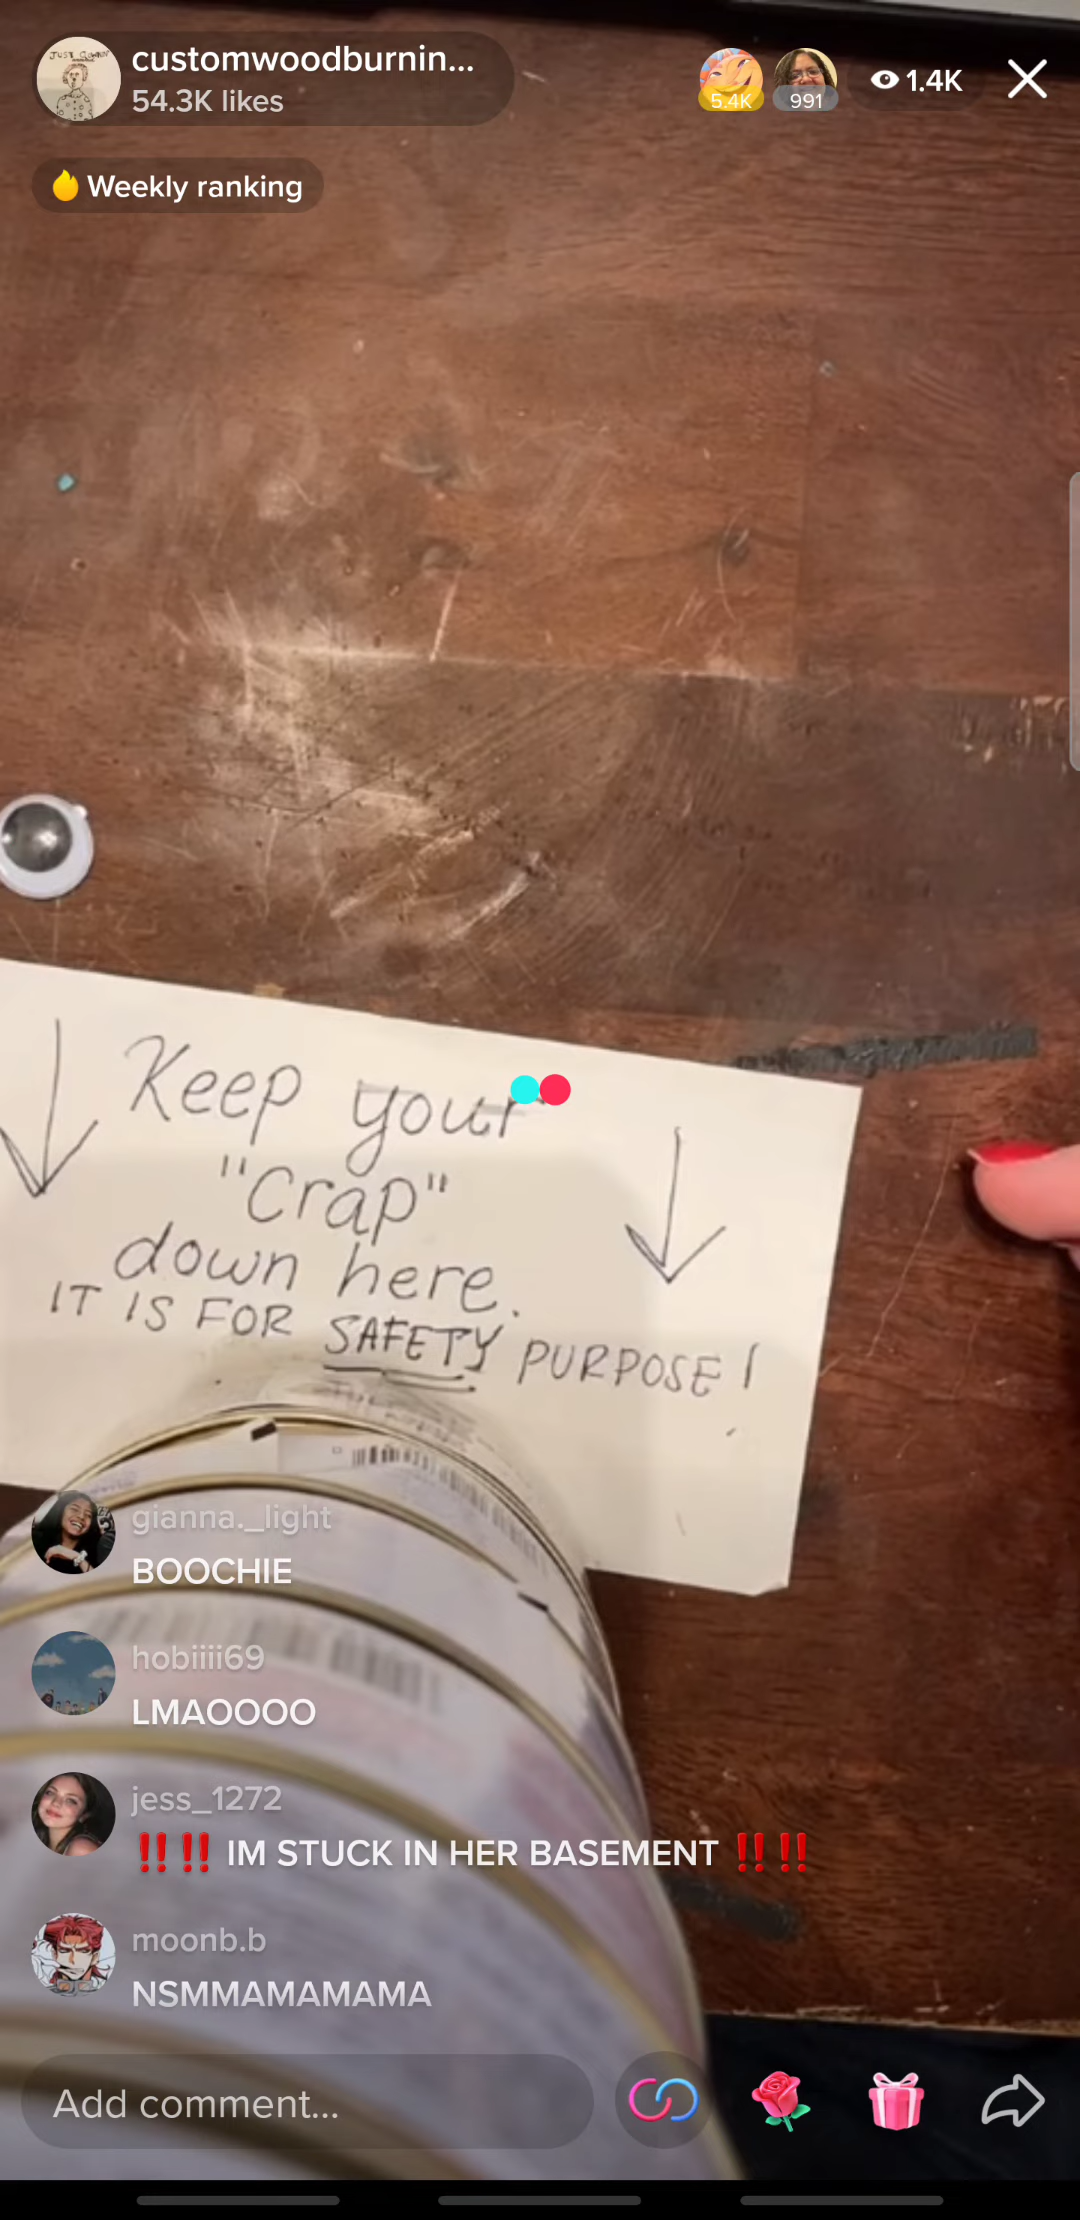 customwoodburnin...
54.3K likes
5.4K
991
1.4K
Weekly ranking
Keep your
"Crap"
down here.
IT IS FOR SAFETY PURPOSE!
gianna._light
BOOCHIE
hobiiii69
LMAOOOO
jess_1272
‼️‼️ IM STUCK IN HER BASEMENT ‼️‼️
moonb.b
NSMMAMAMAMA
Add comment...